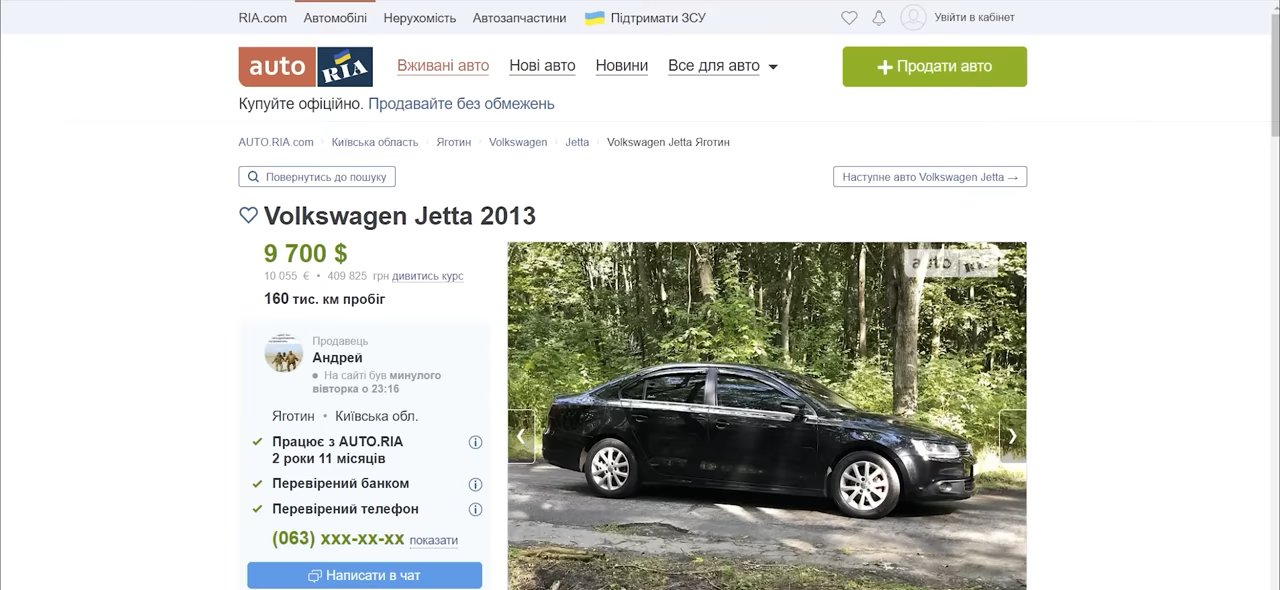 RIA.com Автомобілі Нерухомість Автозапчастини Підтримати ЗСУ Увійти в кабінет
auto RIA Вживані авто Нові авто Новини Все для авто + Продати авто
Купуйте офіційно. Продавайте без обмежень
AUTO.RIA.com Київська область Яготин Volkswagen Jetta Volkswagen Jetta Яготин
Повернутись до пошуку Наступне авто Volkswagen Jetta →
Volkswagen Jetta 2013
9 700 $
10 055 € • 409 825 грн дивитись курс
160 тис. км пробіг
auto RIA
Продавець
Андрей
• На сайті був минулого
вівторка о 23:16
Яготин • Київська обл.
Працює з AUTO.RIA
2 роки 11 місяців
Перевірений банком
Перевірений телефон
(063) xxx-xx-xx показати
Написати в чат